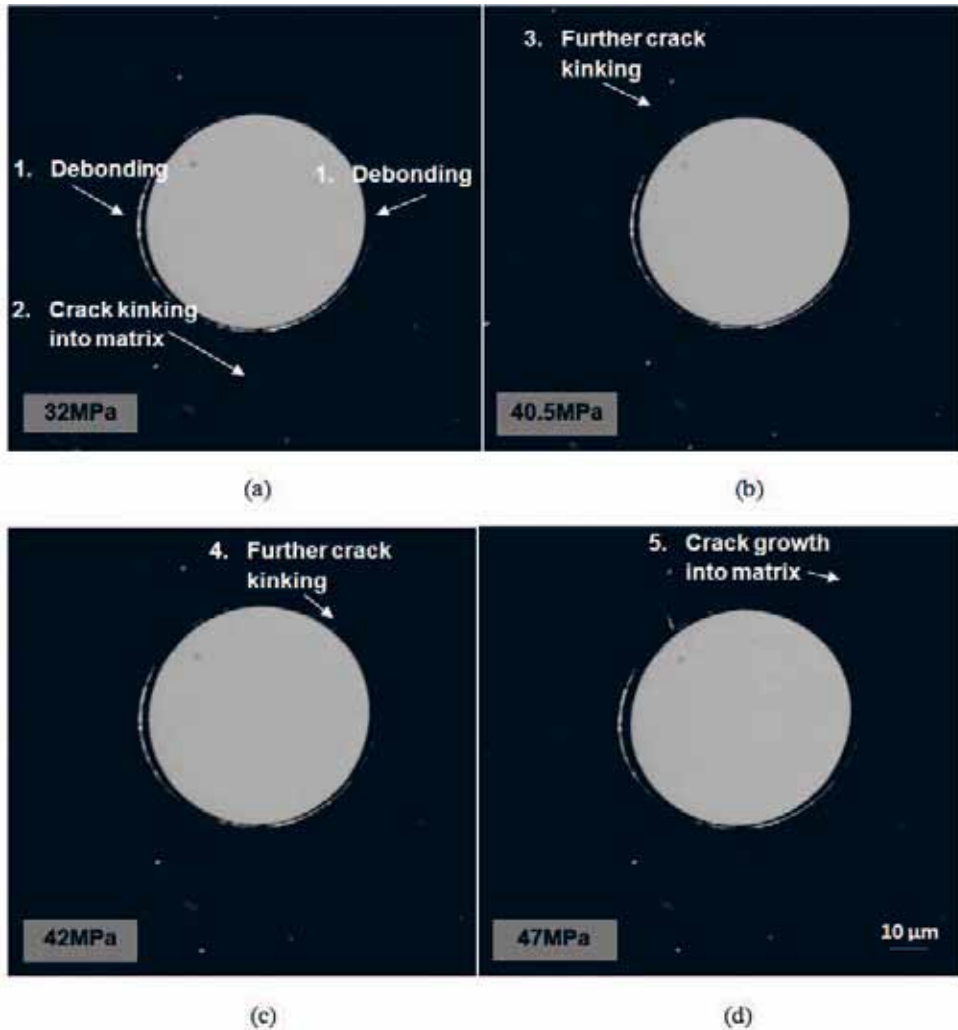 1. Debonding
1. Debonding
2. Crack kinking
into matrix
32MPa
(a)
3. Further crack
kinking
40.5MPa
(b)
4. Further crack
kinking
42MPa
(c)
5. Crack growth
into matrix
47MPa
10 µm
(d)